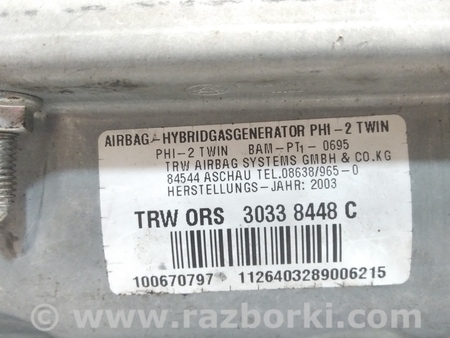 AIRBAG-HYBRIDGASGENERATOR PHI-2 TWIN
PHI-2 TWIN BAM-PT1-0695
TRW AIRBAG SYSTEMS GMBH & CO.KG
84544 ASCHAU TEL.08638/965-0
HERSTELLUNGS-JAHR: 2003
TRW ORS 3033 8448 C
100670797 1126403289006215
© www.razborki.com/